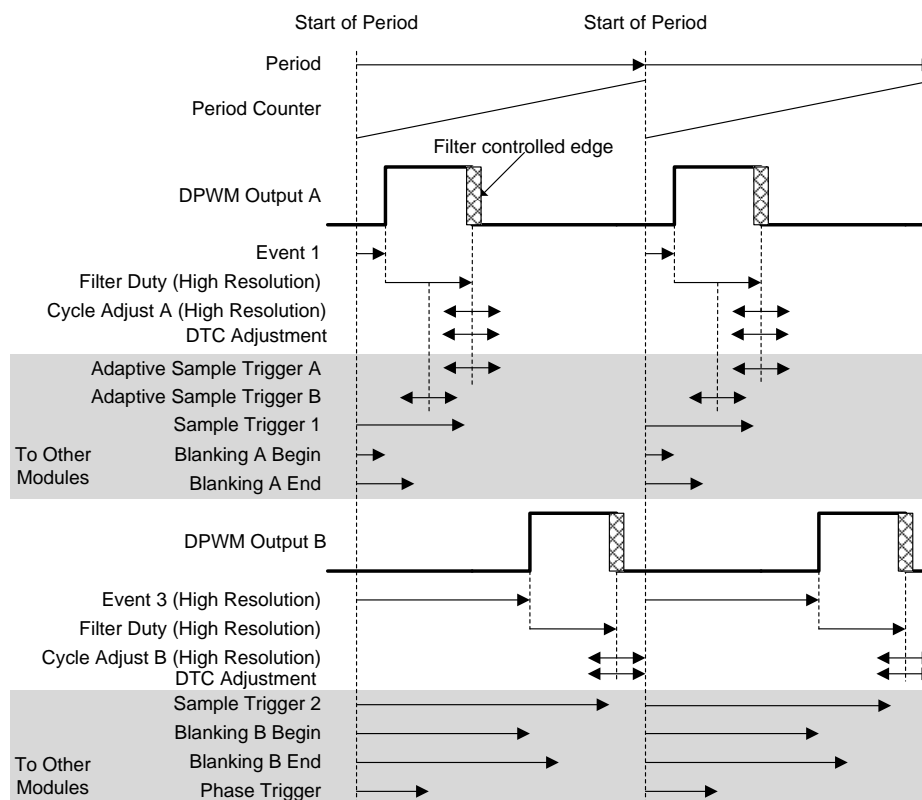 Start of Period
Start of Period
Period
Period Counter
Filter controlled edge
DPWM Output A
Event 1
Filter Duty (High Resolution)
Cycle Adjust A (High Resolution)
DTC Adjustment
Adaptive Sample Trigger A
Adaptive Sample Trigger B
Sample Trigger 1
To Other
Modules
Blanking A Begin
Blanking A End
DPWM Output B
Event 3 (High Resolution)
Filter Duty (High Resolution)
Cycle Adjust B (High Resolution)
DTC Adjustment
Sample Trigger 2
Blanking B Begin
Blanking B End
To Other
Modules
Phase Trigger